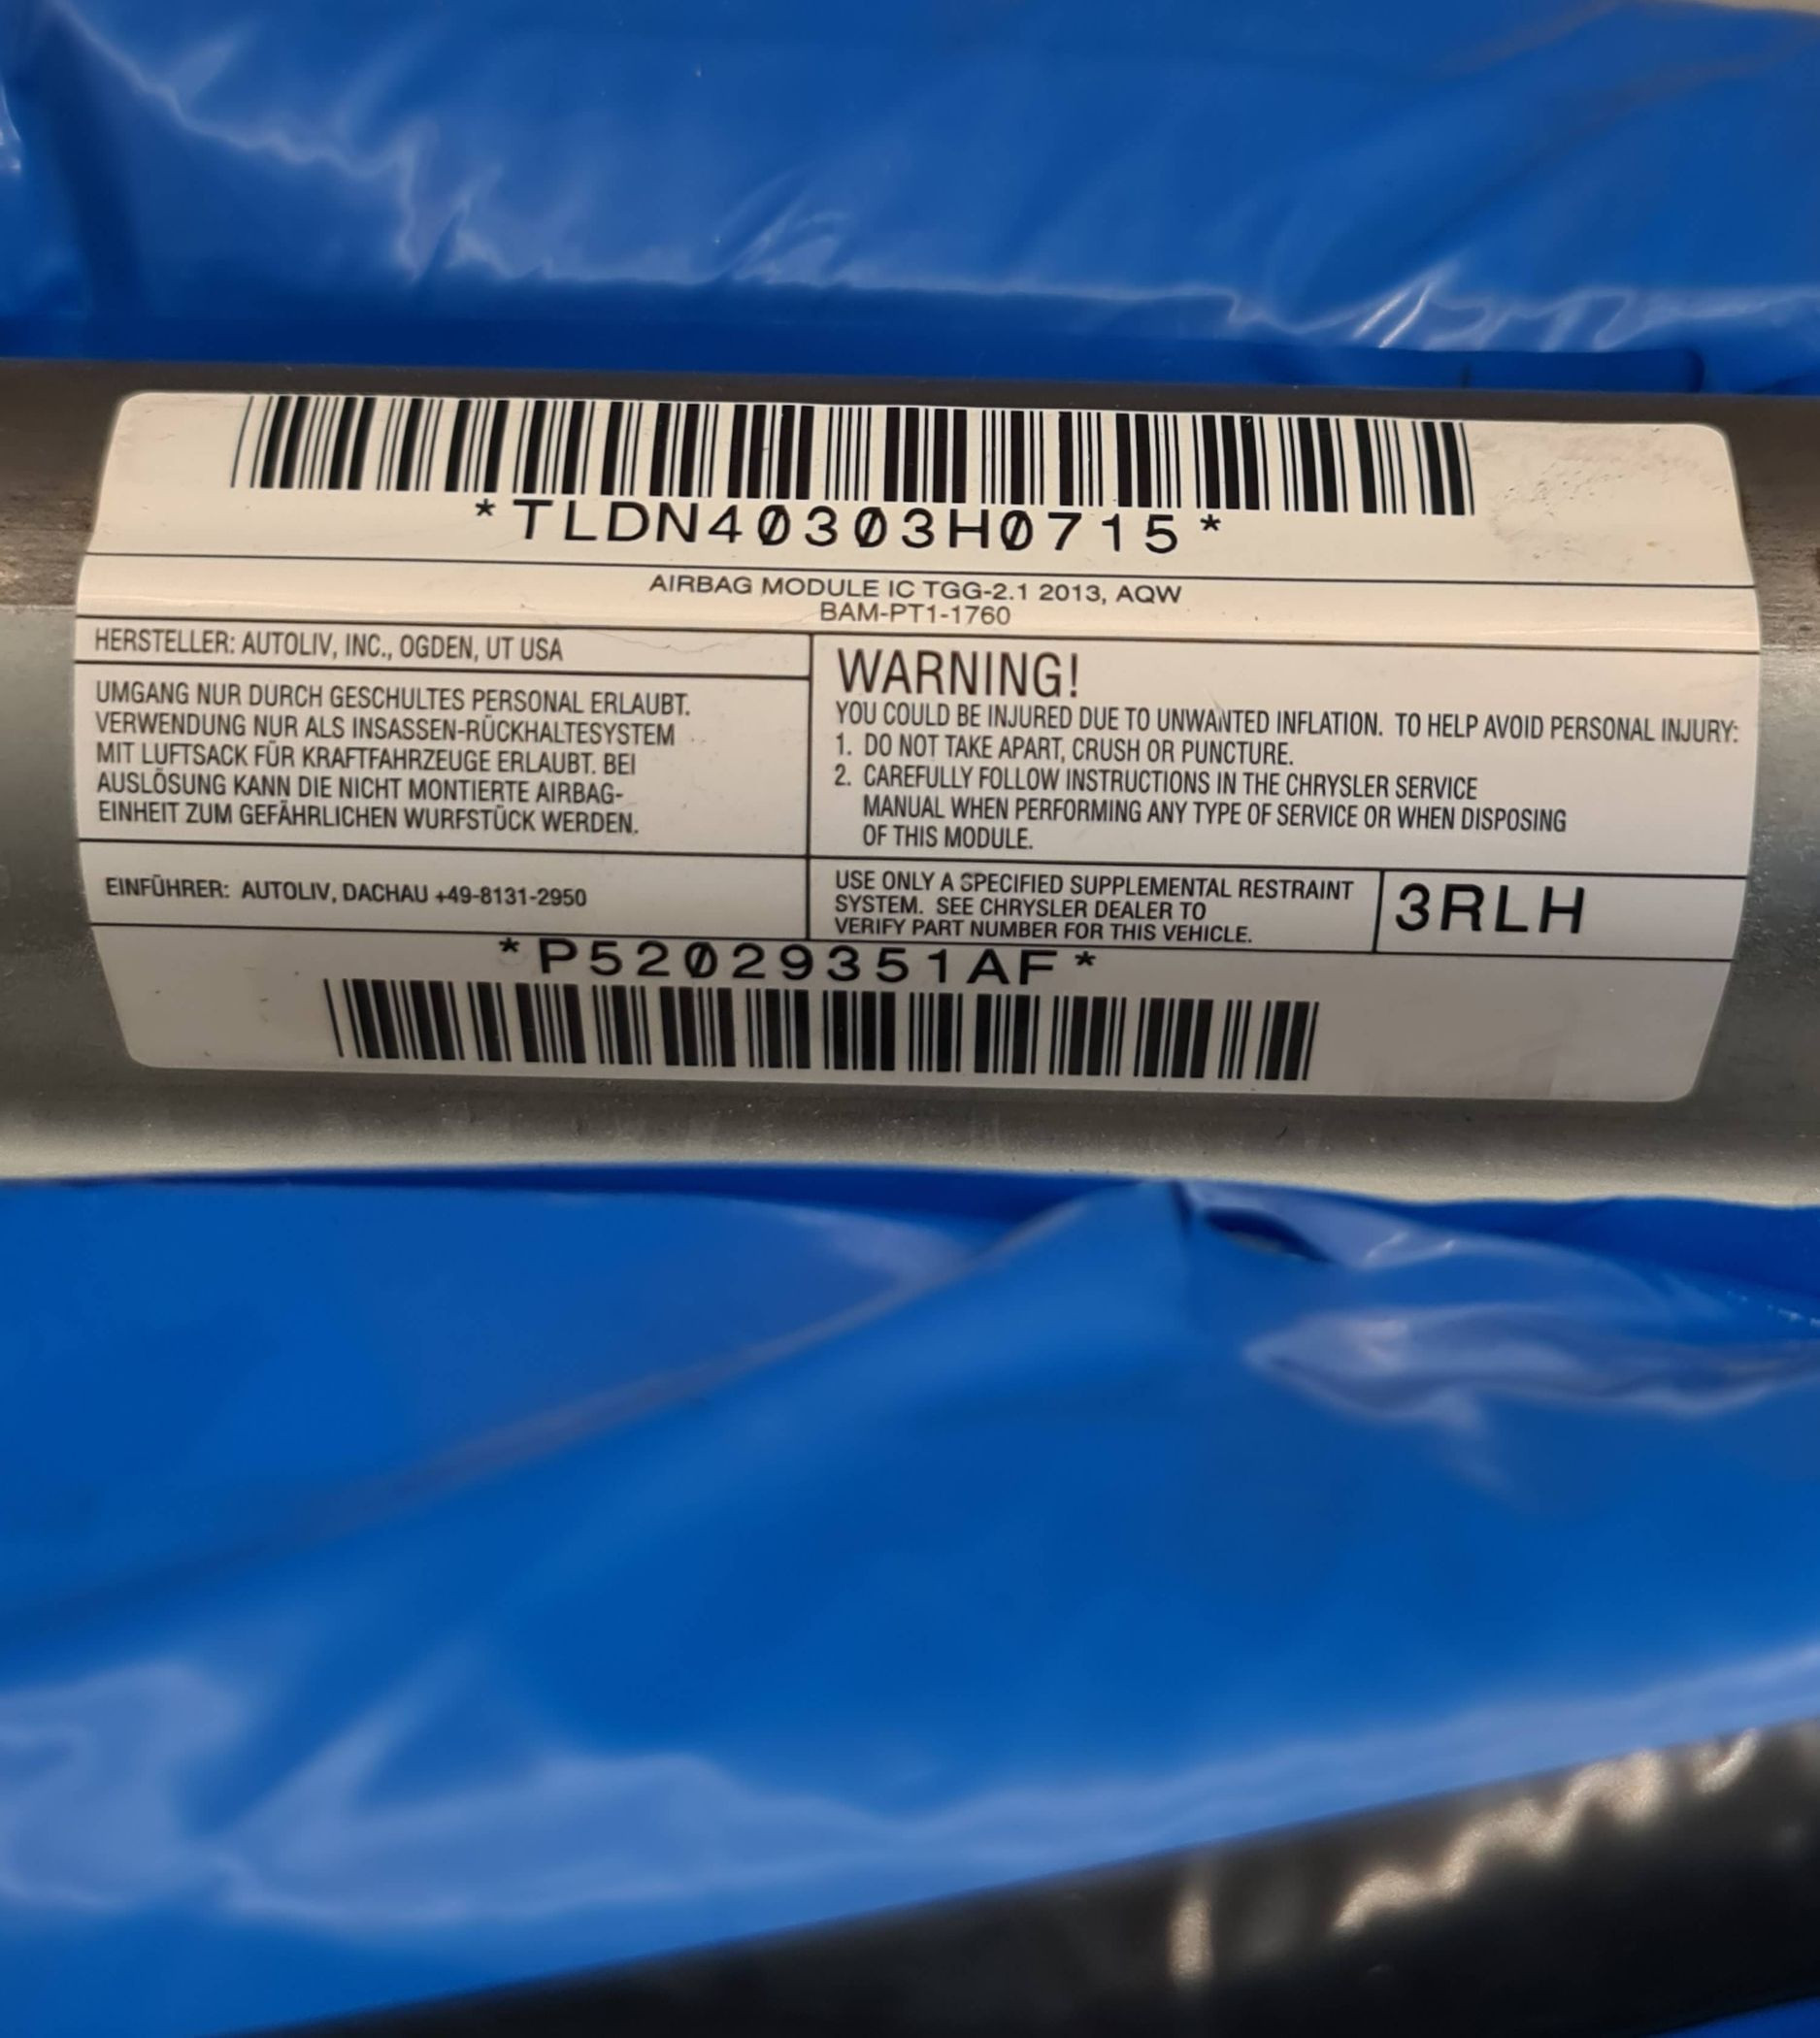 *TLDN40303H0715*
AIRBAG MODULE IC TGG-2.1 2013, AQW
BAM-PT1-1760
HERSTELLER: AUTOLIV, INC., OGDEN, UT USA
UMGANG NUR DURCH GESCHULTES PERSONAL ERLAUBT.
VERWENDUNG NUR ALS INSASSEN-RÜCKHALTESYSTEM
MIT LUFTSACK FÜR KRAFTFAHRZEUGE ERLAUBT. BEI
AUSLÖSUNG KANN DIE NICHT MONTIERTE AIRBAG-
EINHEIT ZUM GEFÄHRLICHEN WURFSTÜCK WERDEN.
EINFÜHRER: AUTOLIV, DACHAU +49-8131-2950
WARNING!
YOU COULD BE INJURED DUE TO UNWANTED INFLATION. TO HELP AVOID PERSONAL INJURY:
1. DO NOT TAKE APART, CRUSH OR PUNCTURE.
2. CAREFULLY FOLLOW INSTRUCTIONS IN THE CHRYSLER SERVICE
MANUAL WHEN PERFORMING ANY TYPE OF SERVICE OR WHEN DISPOSING
OF THIS MODULE.
USE ONLY A SPECIFIED SUPPLEMENTAL RESTRAINT
SYSTEM. SEE CHRYSLER DEALER TO
VERIFY PART NUMBER FOR THIS VEHICLE.
3RLH
*P52029351AF*